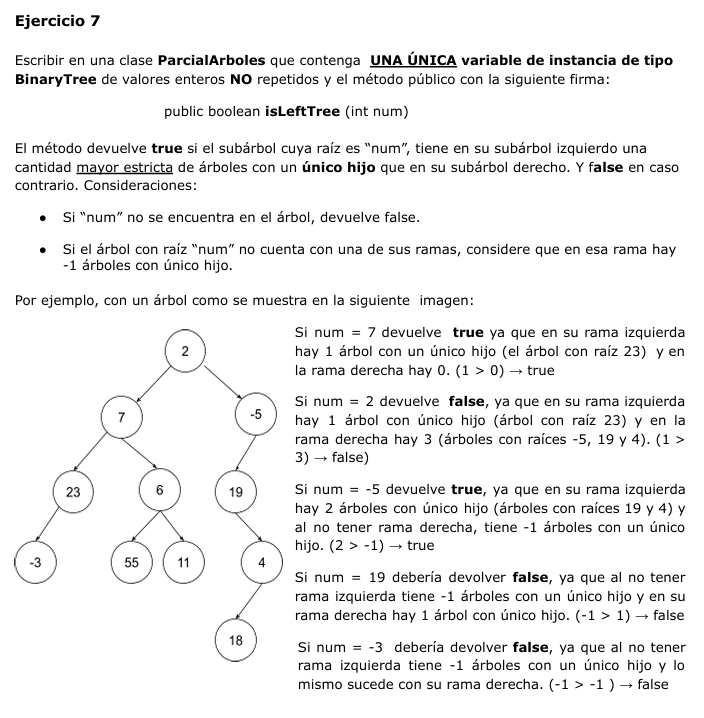 Ejercicio 7
Escribir en una clase ParcialArboles que contenga UNA ÚNICA variable de instancia de tipo
BinaryTree de valores enteros NO repetidos y el método público con la siguiente firma:
public boolean isLeftTree (int num)
El método devuelve true si el subárbol cuya raíz es “num”, tiene en su subárbol izquierdo una
cantidad mayor estricta de árboles con un único hijo que en su subárbol derecho. Y false en caso
contrario. Consideraciones:
• Si “num” no se encuentra en el árbol, devuelve false.
• Si el árbol con raíz “num” no cuenta con una de sus ramas, considere que en esa rama hay
-1 árboles con único hijo.
Por ejemplo, con un árbol como se muestra en la siguiente imagen:
2
7
-5
23
6
19
-3
55
11
4
18
Si num = 7 devuelve true ya que en su rama izquierda
hay 1 árbol con un único hijo (el árbol con raíz 23) y en
la rama derecha hay 0. (1 > 0) → true
Si num = 2 devuelve false, ya que en su rama izquierda
hay 1 árbol con único hijo (árbol con raíz 23) y en la
rama derecha hay 3 (árboles con raíces -5, 19 y 4). (1 >
3) → false)
Si num = -5 devuelve true, ya que en su rama izquierda
hay 2 árboles con único hijo (árboles con raíces 19 y 4) y
al no tener rama derecha, tiene -1 árboles con un único
hijo. (2 > -1) → true
Si num = 19 debería devolver false, ya que al no tener
rama izquierda tiene -1 árboles con un único hijo y en su
rama derecha hay 1 árbol con único hijo. (-1 > 1) → false
Si num = -3 debería devolver false, ya que al no tener
rama izquierda tiene -1 árboles con un único hijo y lo
mismo sucede con su rama derecha. (-1 > -1 ) → false